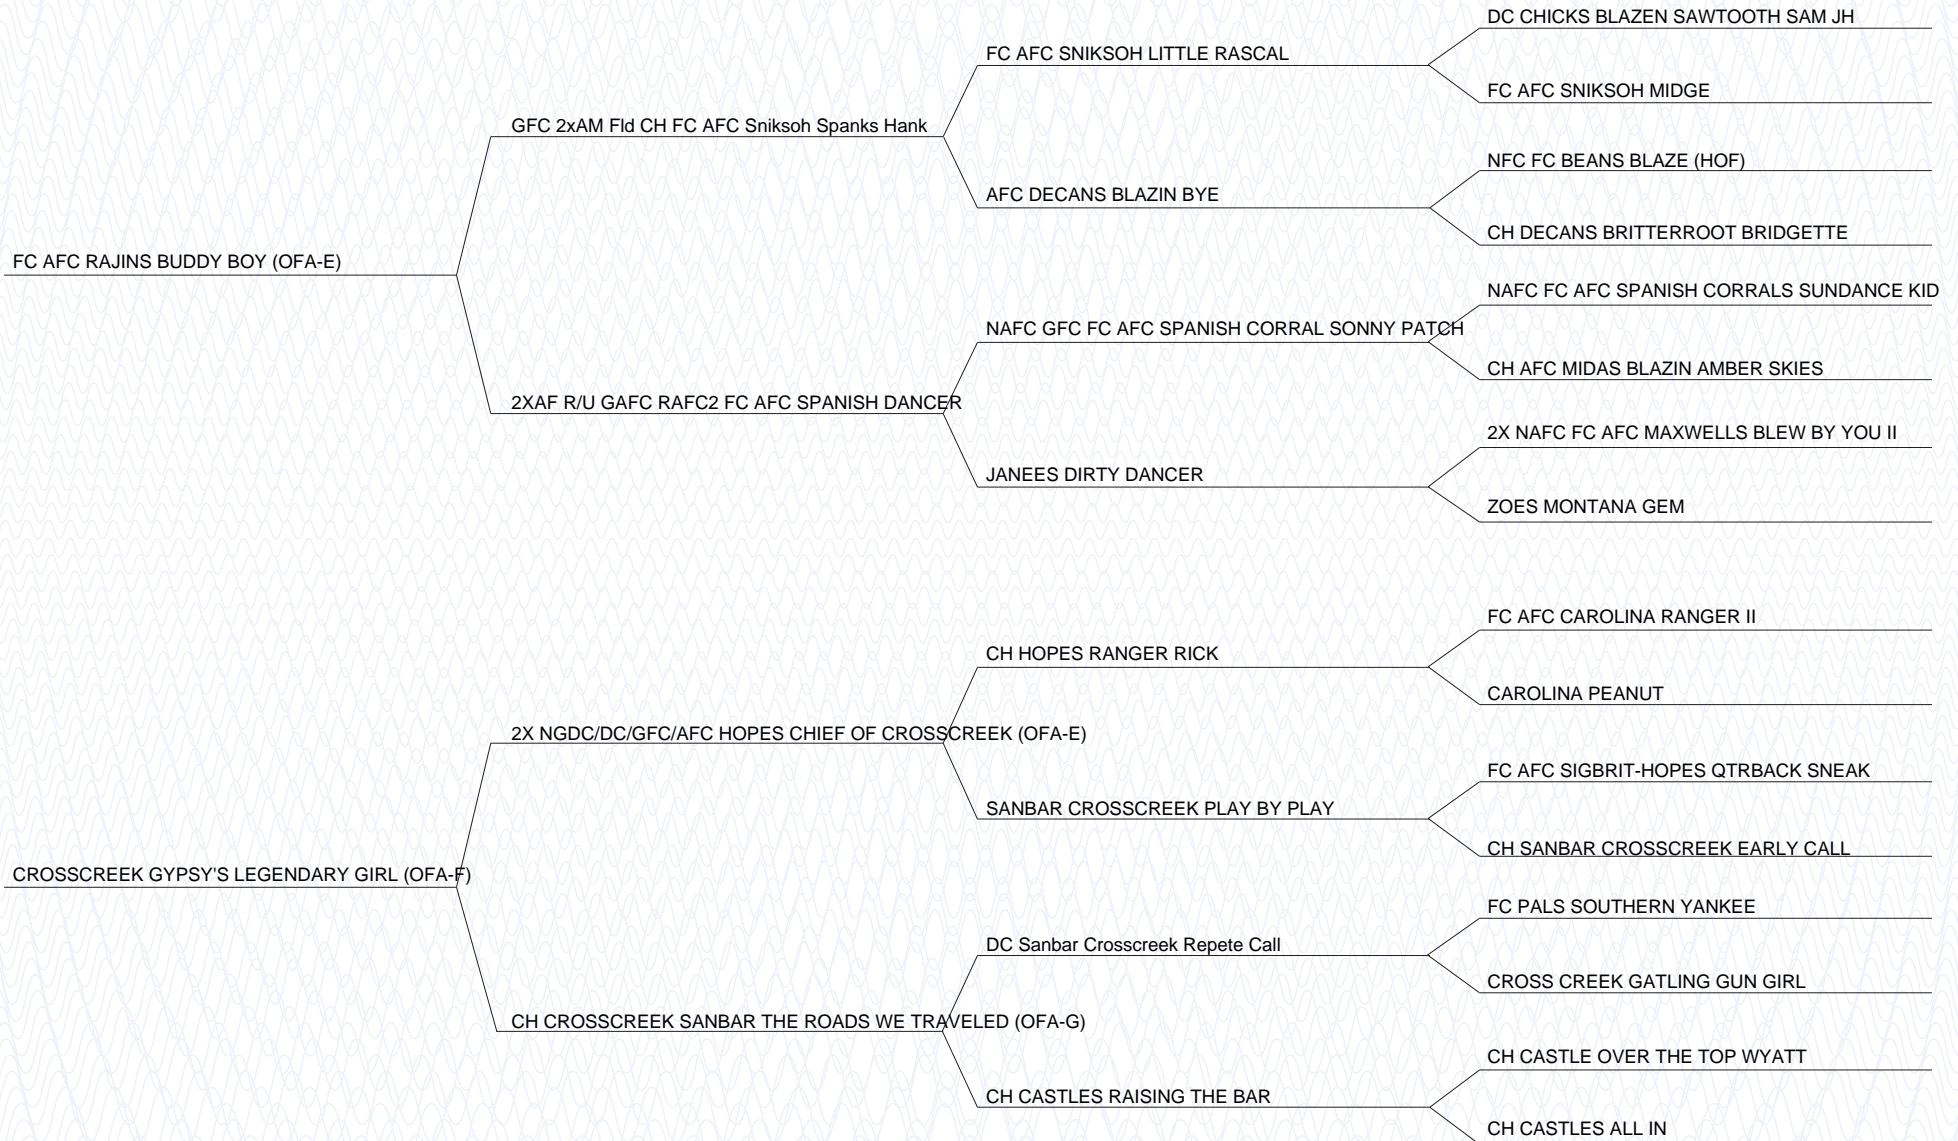 DC CHICKS BLAZEN SAWTOOTH SAM JH
FC AFC SNIKSOH LITTLE RASCAL
FC AFC SNIKSOH MIDGE
GFC 2xAM Fld CH FC AFC Sniksoh Spanks Hank
NFC FC BEANS BLAZE (HOF)
AFC DECANS BLAZIN BYE
CH DECANS BRITTERROOT BRIDGETTE
FC AFC RAJINS BUDDY BOY (OFA-E)
NAFC FC AFC SPANISH CORRALS SUNDANCE KID
NAFC GFC FC AFC SPANISH CORRAL SONNY PATCH
CH AFC MIDAS BLAZIN AMBER SKIES
2XAF R/U GAFC RAFC2 FC AFC SPANISH DANCER
2X NAFC FC AFC MAXWELLS BLEW BY YOU II
JANEES DIRTY DANCER
ZOES MONTANA GEM
FC AFC CAROLINA RANGER II
CH HOPES RANGER RICK
CAROLINA PEANUT
2X NGDC/DC/GFC/AFC HOPES CHIEF OF CROSSCREEK (OFA-E)
FC AFC SIGBRIT-HOPES QTRBACK SNEAK
SANBAR CROSSCREEK PLAY BY PLAY
CH SANBAR CROSSCREEK EARLY CALL
CROSSCREEK GYPSY'S LEGENDARY GIRL (OFA-F)
FC PALS SOUTHERN YANKEE
DC Sanbar Crosscreek Repete Call
CROSS CREEK GATLING GUN GIRL
CH CROSSCREEK SANBAR THE ROADS WE TRAVELED (OFA-G)
CH CASTLE OVER THE TOP WYATT
CH CASTLES RAISING THE BAR
CH CASTLES ALL IN